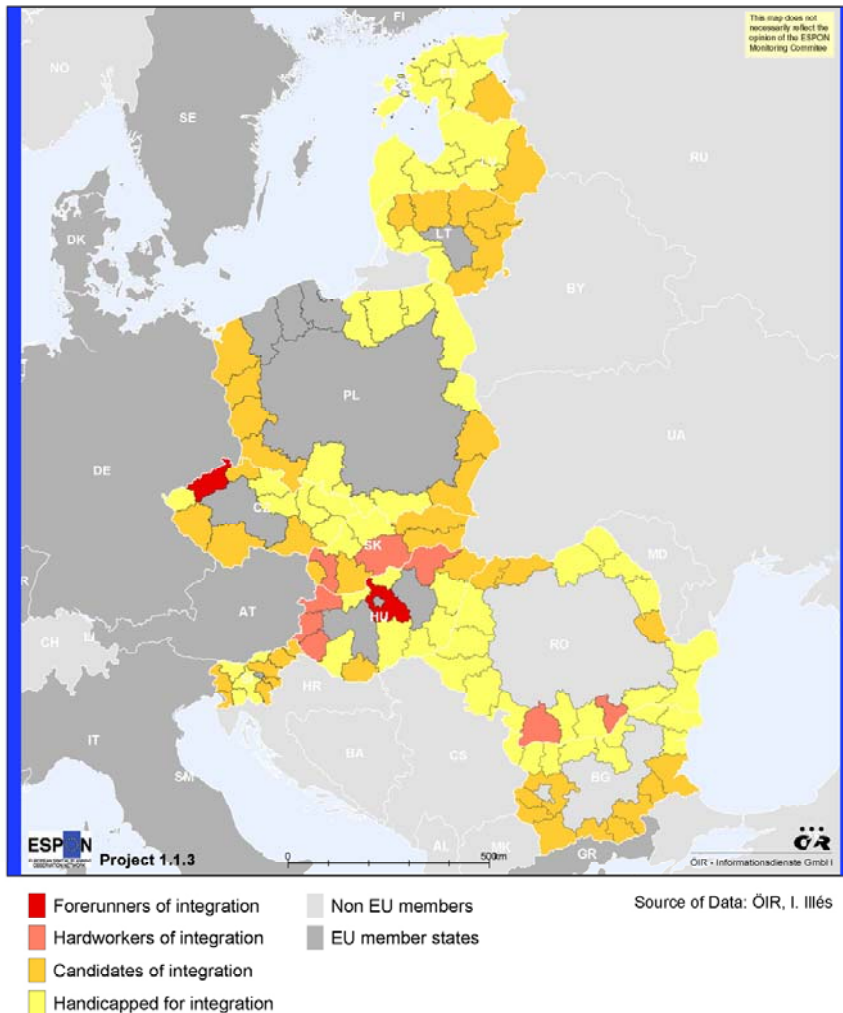 This map does not
necessarily reflect the
opinion of the ESPON
Monitoring Commitee
FI
NO
SE
RU
LV
DK
LT
BY
PL
DE
UA
SK
MD
AT
HU
CH
RO
HR
IT
BA
CS
SM
BG
AL
MK
GR
ESPON
Project 1.1.3
0
500km
ÖIR - Informationsdienste GmbH
Forerunners of integration
Hardworkers of integration
Candidates of integration
Handicapped for integration
Non EU members
EU member states
Source of Data: ÖIR, I. Illés